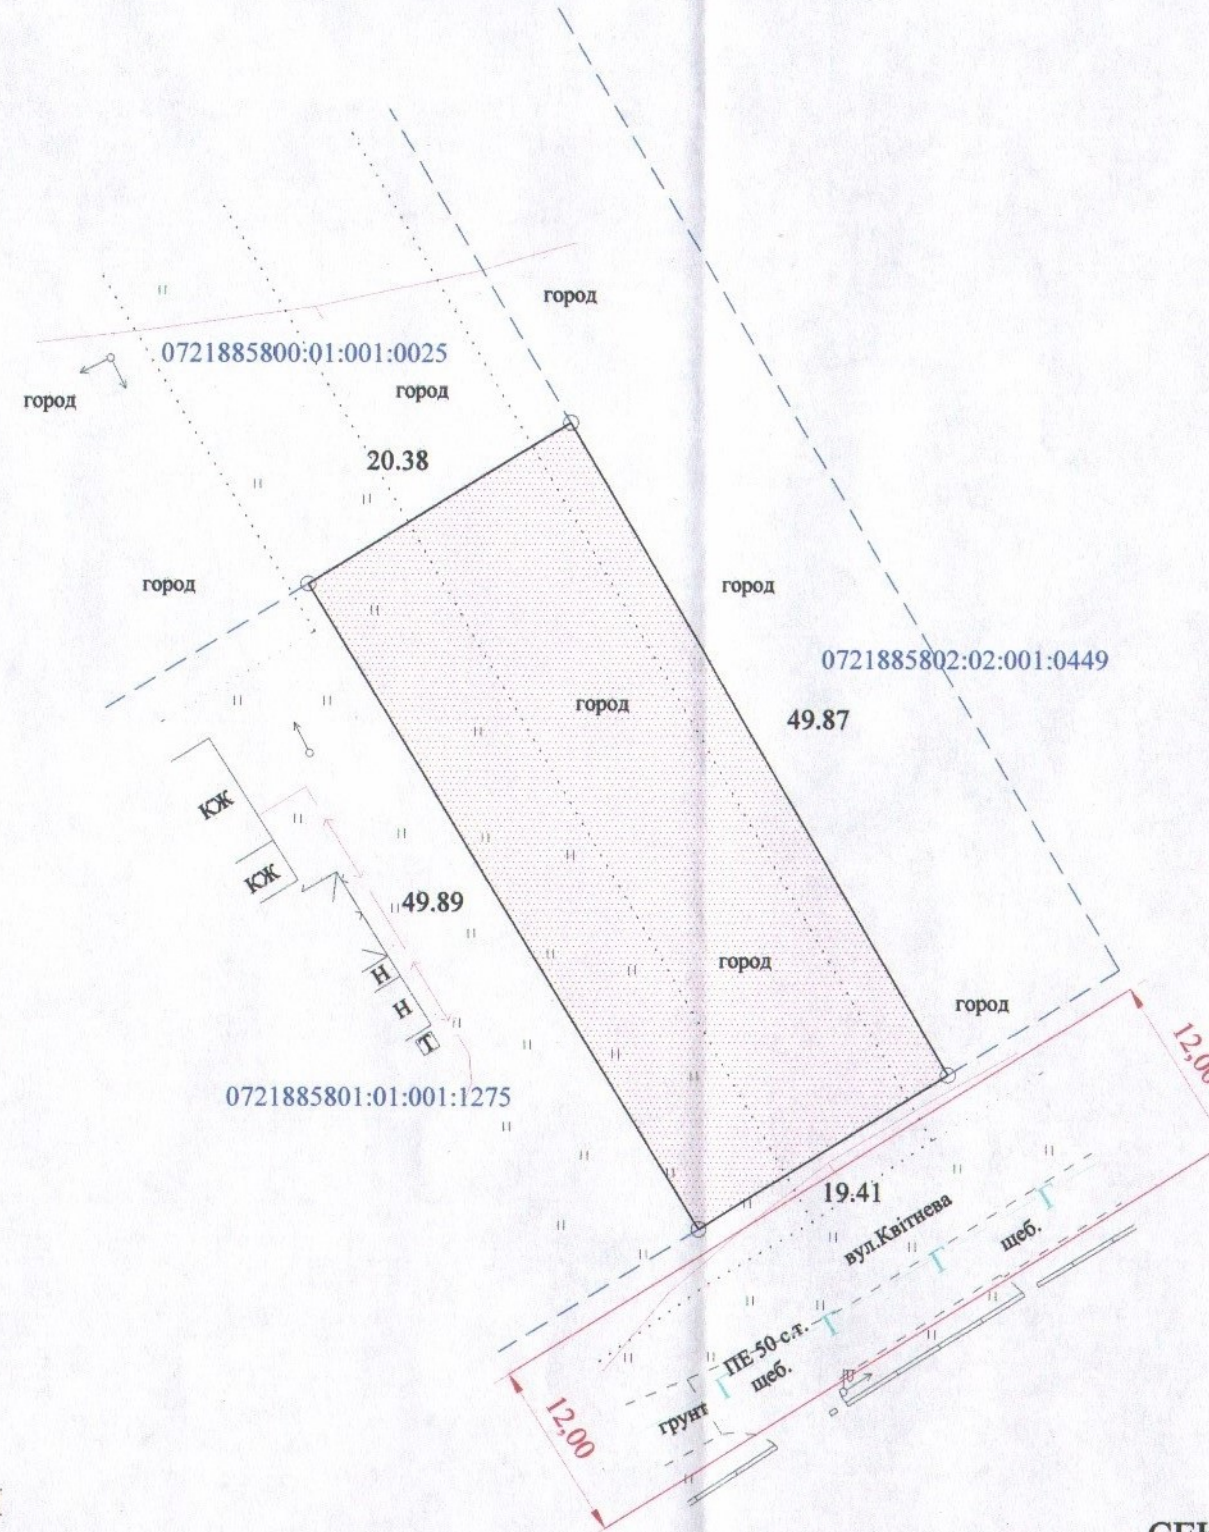 город
0721885800:01:001:0025
город
город
20.38
город
город
0721885802:02:001:0449
город
49.87
КЖ
КЖ
49.89
город
Н
Н
Т
город
12,00
0721885801:01:001:1275
19.41
вул.Квітнева
Г
щеб.
Г
Г
ПЕ-50 с.т.
щеб.
Г
грунт
12,00